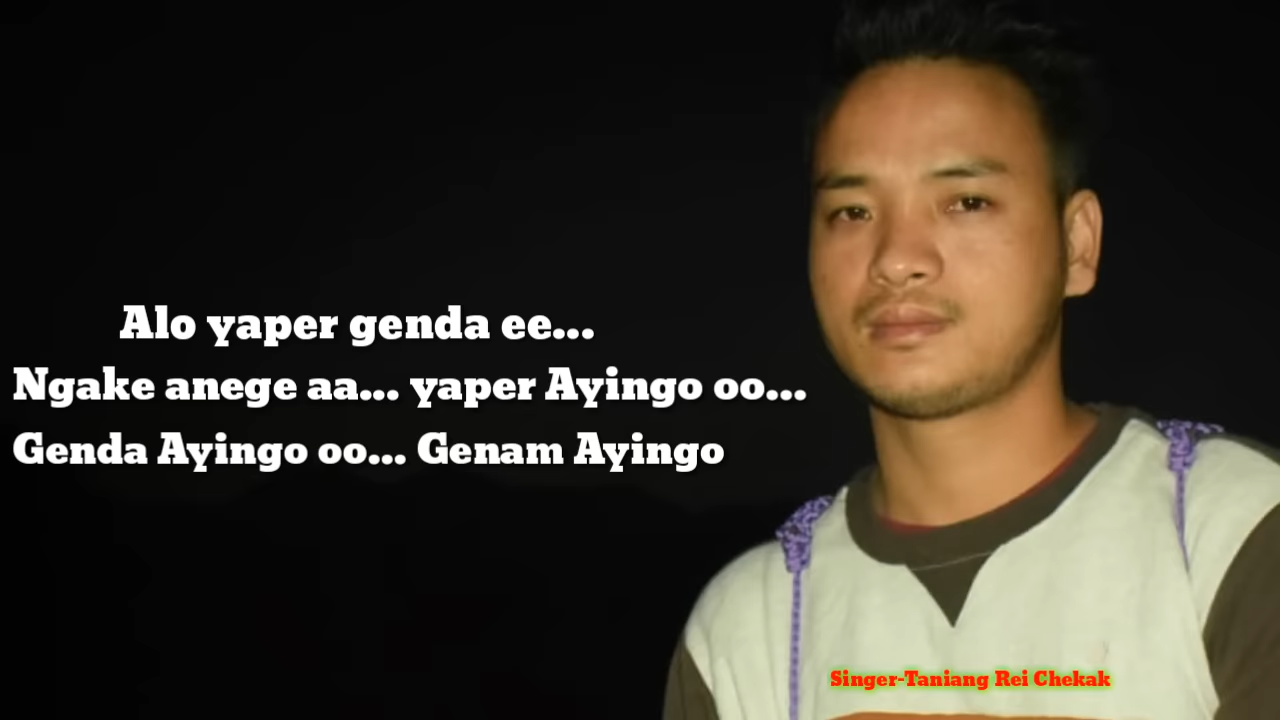 Alo yaper genda ee...
Ngake anege aa... yaper Ayingo oo...
Genda Ayingo oo... Genam Ayingo
Singer-Taniang Rei Chekak